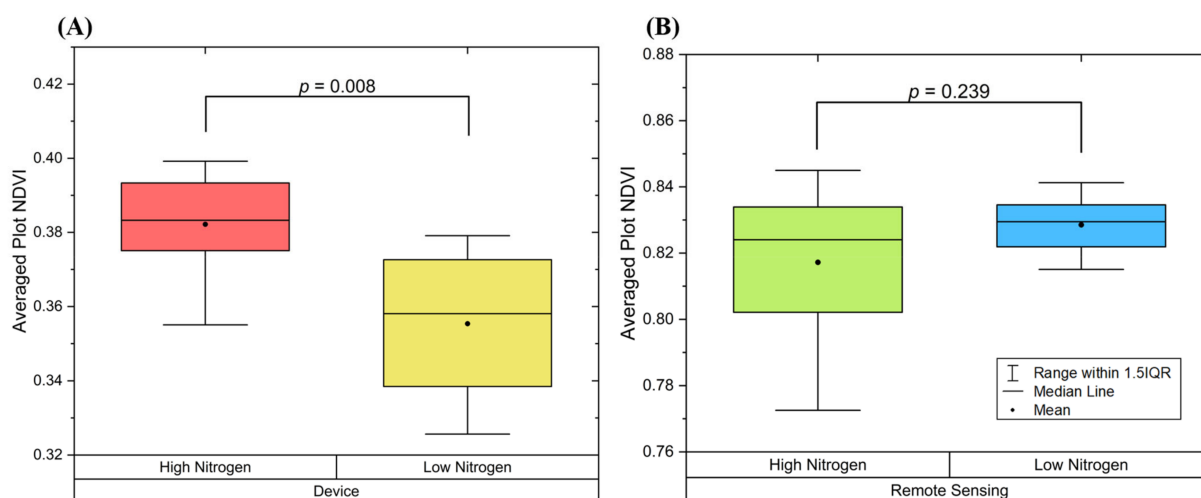 (A)
p = 0.008
Averaged Plot NDVI
0.42
0.40
0.38
0.36
0.34
0.32
High Nitrogen
Low Nitrogen
Device
(B)
p = 0.239
Averaged Plot NDVI
0.88
0.86
0.84
0.82
0.80
0.78
0.76
Range within 1.5IQR
Median Line
Mean
High Nitrogen
Low Nitrogen
Remote Sensing